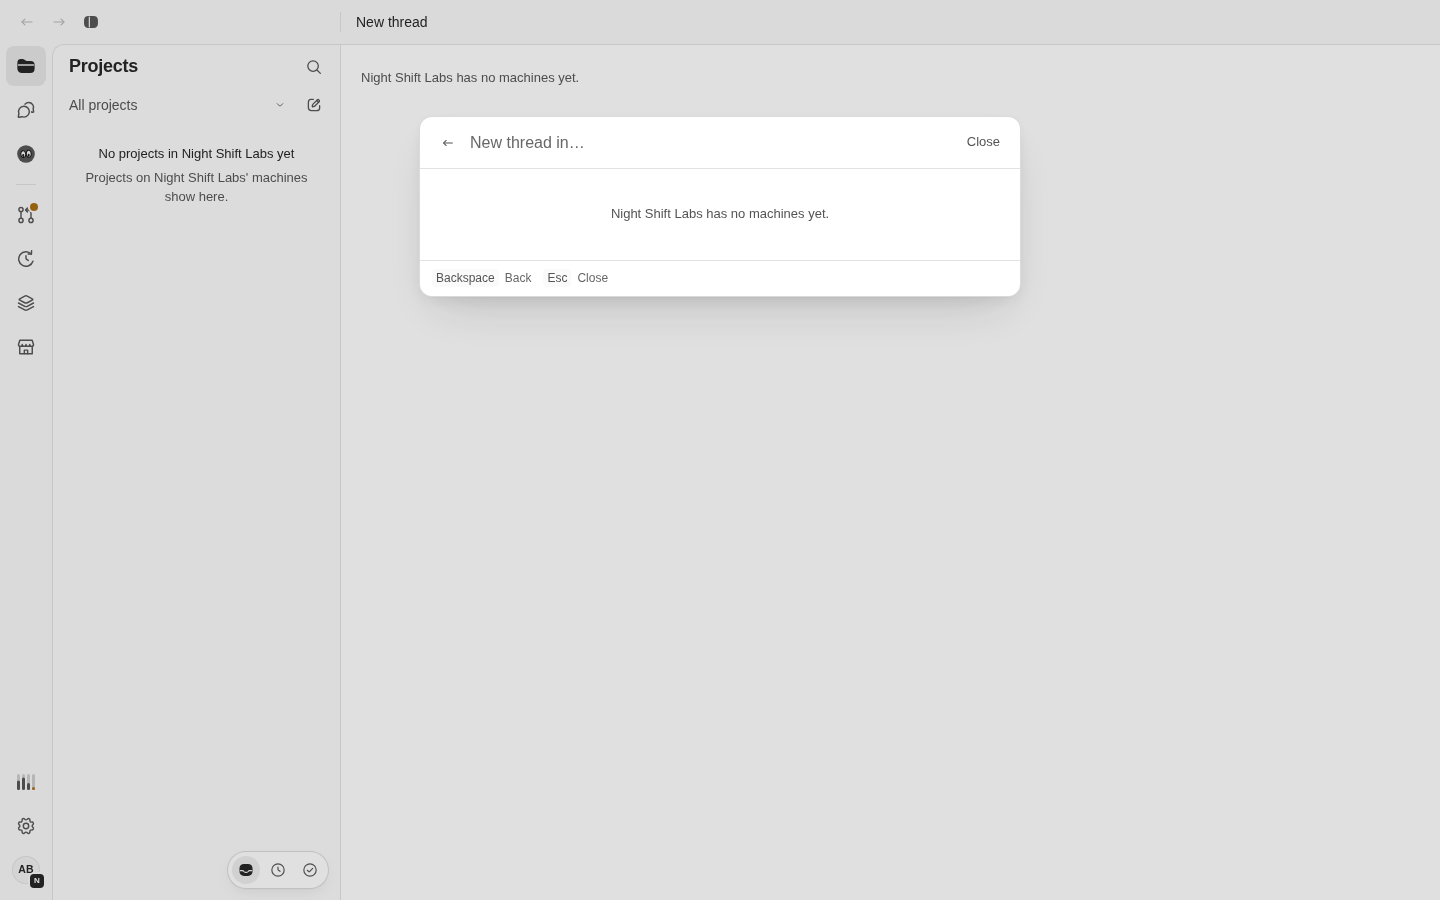 New thread
Projects
Night Shift Labs has no machines yet.
All projects
No projects in Night Shift Labs yet
Projects on Night Shift Labs' machines
show here.
New thread in…
Close
Night Shift Labs has no machines yet.
Backspace Back Esc Close
AB
N